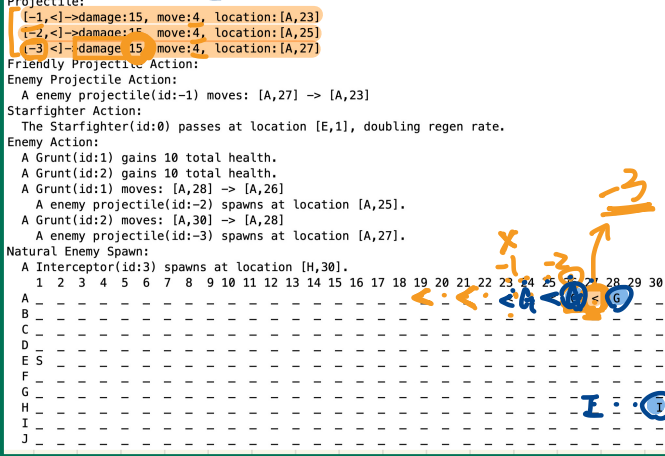 Projectile:
[-1,<]->damage:15, move:4, location:[A,23]
[-2,<]->damage:15, move:4, location:[A,25]
[-3,<]->damage:15, move:4, location:[A,27]
Friendly Projectile Action:
Enemy Projectile Action:
A enemy projectile(id:-1) moves: [A,27] -> [A,23]
Starfighter Action:
The Starfighter(id:0) passes at location [E,1], doubling regen rate.
Enemy Action:
A Grunt(id:1) gains 10 total health.
A Grunt(id:2) gains 10 total health.
A Grunt(id:1) moves: [A,28] -> [A,26]
A enemy projectile(id:-2) spawns at location [A,25].
A Grunt(id:2) moves: [A,30] -> [A,28]
A enemy projectile(id:-3) spawns at location [A,27].
-3
Natural Enemy Spawn:
X
A Interceptor(id:3) spawns at location [H,30].
-1 -2
1 2 3 4 5 6 7 8 9 10 11 12 13 14 15 16 17 18 19 20 21 22 23 24 25 28 29 30
A _ _ _ _ _ _ _ _ _ _ _ _ _ _ _ _ _ _ < < < G < < G _
B _ _ _ _ _ _ _ _ _ _ _ _ _ _ _ _ _ _ _ _ _ _ _ _ _ _ _ _ _ _
C _ _ _ _ _ _ _ _ _ _ _ _ _ _ _ _ _ _ _ _ _ _ _ _ _ _ _ _ _ _
D _ _ _ _ _ _ _ _ _ _ _ _ _ _ _ _ _ _ _ _ _ _ _ _ _ _ _ _ _ _
E S _ _ _ _ _ _ _ _ _ _ _ _ _ _ _ _ _ _ _ _ _ _ _ _ _ _ _ _ _
F _ _ _ _ _ _ _ _ _ _ _ _ _ _ _ _ _ _ _ _ _ _ _ _ _ _ _ _ _ _
G _ _ _ _ _ _ _ _ _ _ _ _ _ _ _ _ _ _ _ _ _ _ _ _ _ _ _ _ _ _
H _ _ _ _ _ _ _ _ _ _ _ _ _ _ _ _ _ _ _ _ _ _ _ _ _ _ I I
I _ _ _ _ _ _ _ _ _ _ _ _ _ _ _ _ _ _ _ _ _ _ _ _ _ _ _ _ _ _
J _ _ _ _ _ _ _ _ _ _ _ _ _ _ _ _ _ _ _ _ _ _ _ _ _ _ _ _ _ _